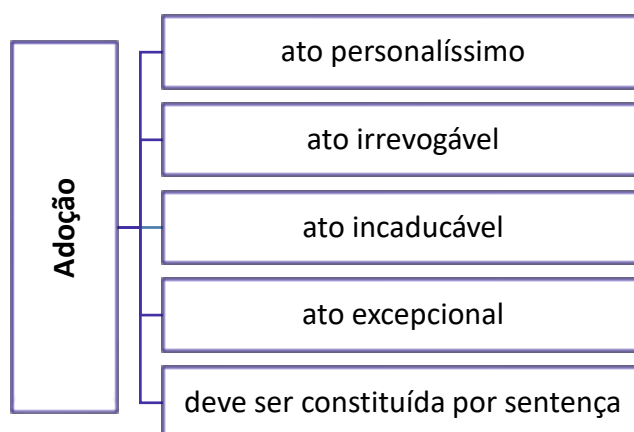 Adoção
ato personalíssimo
ato irrevogável
ato incaducável
ato excepcional
deve ser constituída por sentença